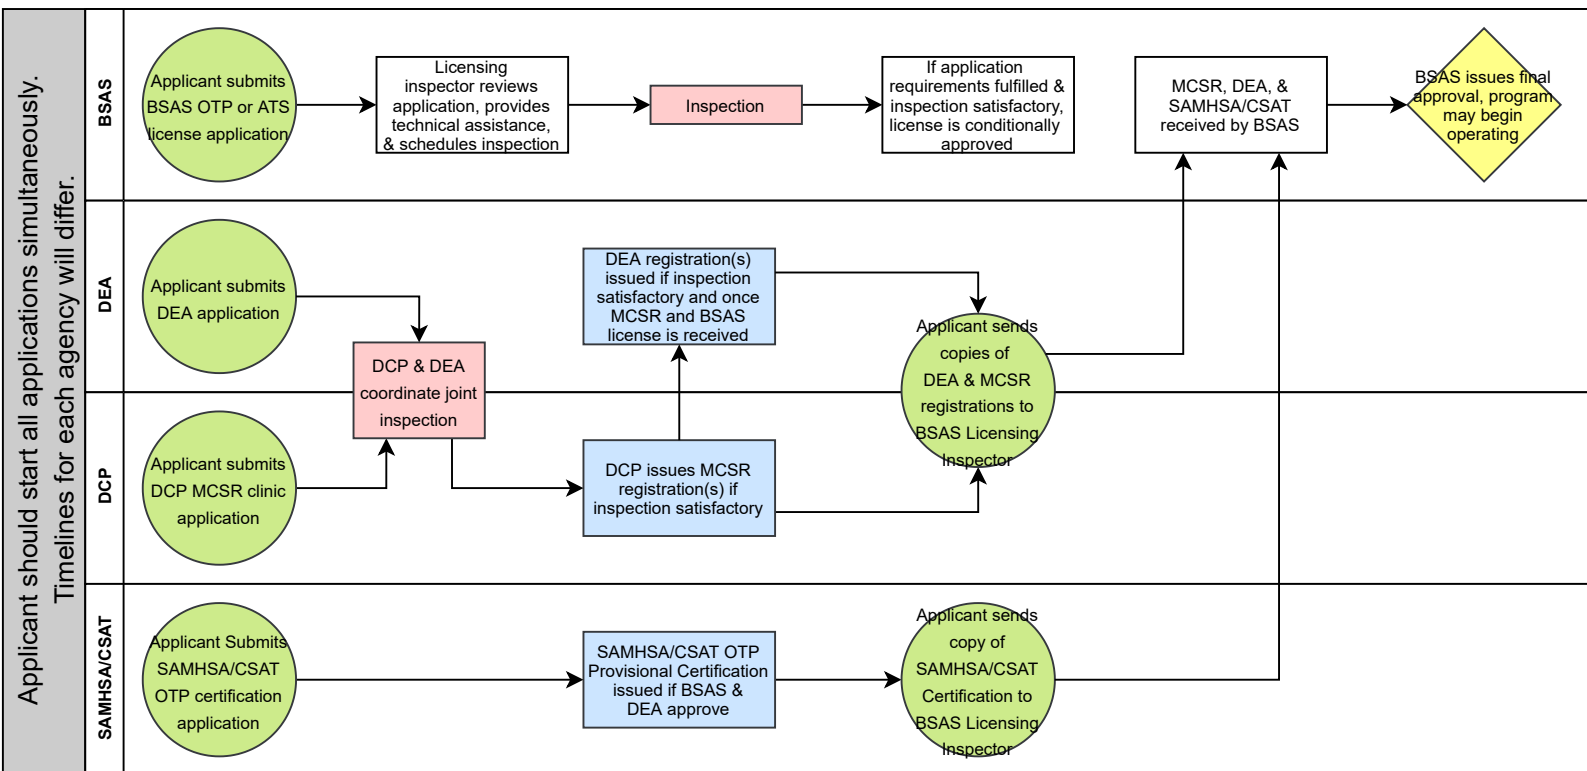 Applicant should start all applications simultaneously.
Timelines for each agency will differ.
BSAS
Applicant submits
BSAS OTP or ATS
license application
Licensing
inspector reviews
application, provides
technical assistance,
& schedules inspection
Inspection
If application
requirements fulfilled &
inspection satisfactory,
license is conditionally
approved
MCSR, DEA, &
SAMHSA/CSAT
received by BSAS
BSAS issues final
approval, program
may begin
operating
DEA
Applicant submits
DEA application
DCP & DEA
coordinate joint
inspection
DEA registration(s)
issued if inspection
satisfactory and once
MCSR and BSAS
license is received
Applicant sends
copies of
DEA & MCSR
registrations to
BSAS Licensing
Inspector
DCP
Applicant submits
DCP MCSR clinic
application
DCP issues MCSR
registration(s) if
inspection satisfactory
SAMHSA/CSAT
Applicant Submits
SAMHSA/CSAT
OTP certification
application
SAMHSA/CSAT OTP
Provisional Certification
issued if BSAS &
DEA approve
Applicant sends
copy of
SAMHSA/CSAT
Certification to
BSAS Licensing
Inspector